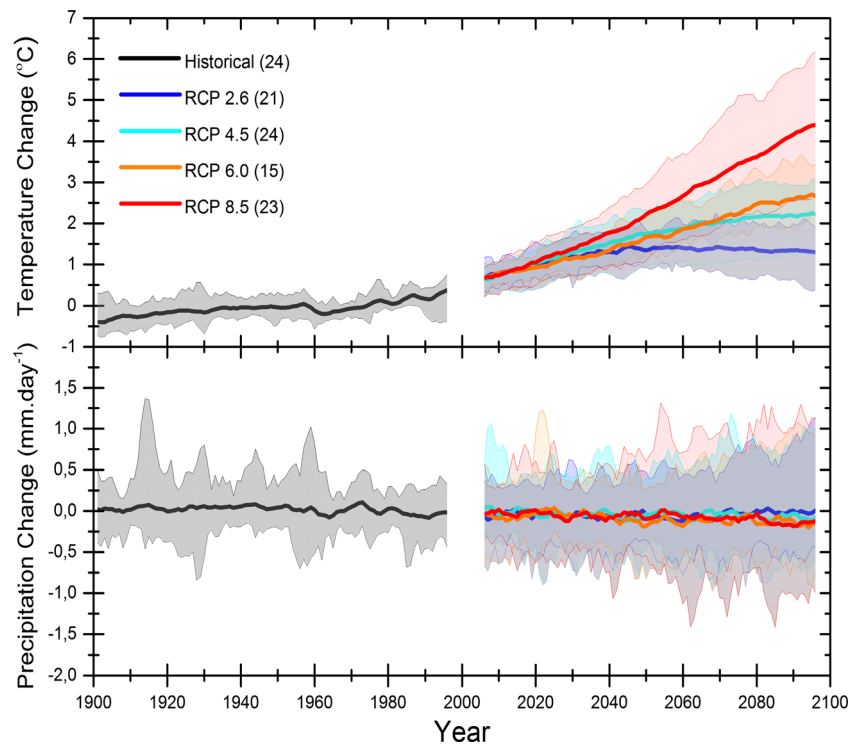 Temperature Change (°C)
7
6
5
4
3
2
1
0
-1
Historical (24)
RCP 2.6 (21)
RCP 4.5 (24)
RCP 6.0 (15)
RCP 8.5 (23)
Precipitation Change (mm.day⁻¹)
1,5
1,0
0,5
0,0
-0,5
-1,0
-1,5
-2,0
1900 1920 1940 1960 1980 2000 2020 2040 2060 2080 2100
Year